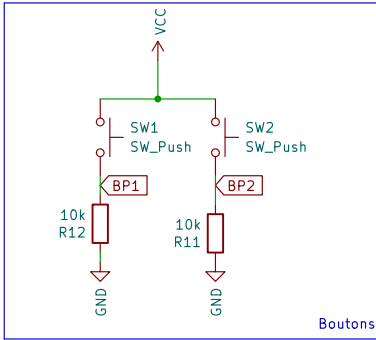 VCC
SW1
SW_Push
SW2
SW_Push
BP1
BP2
10k
R12
10k
R11
GND
GND
Boutons